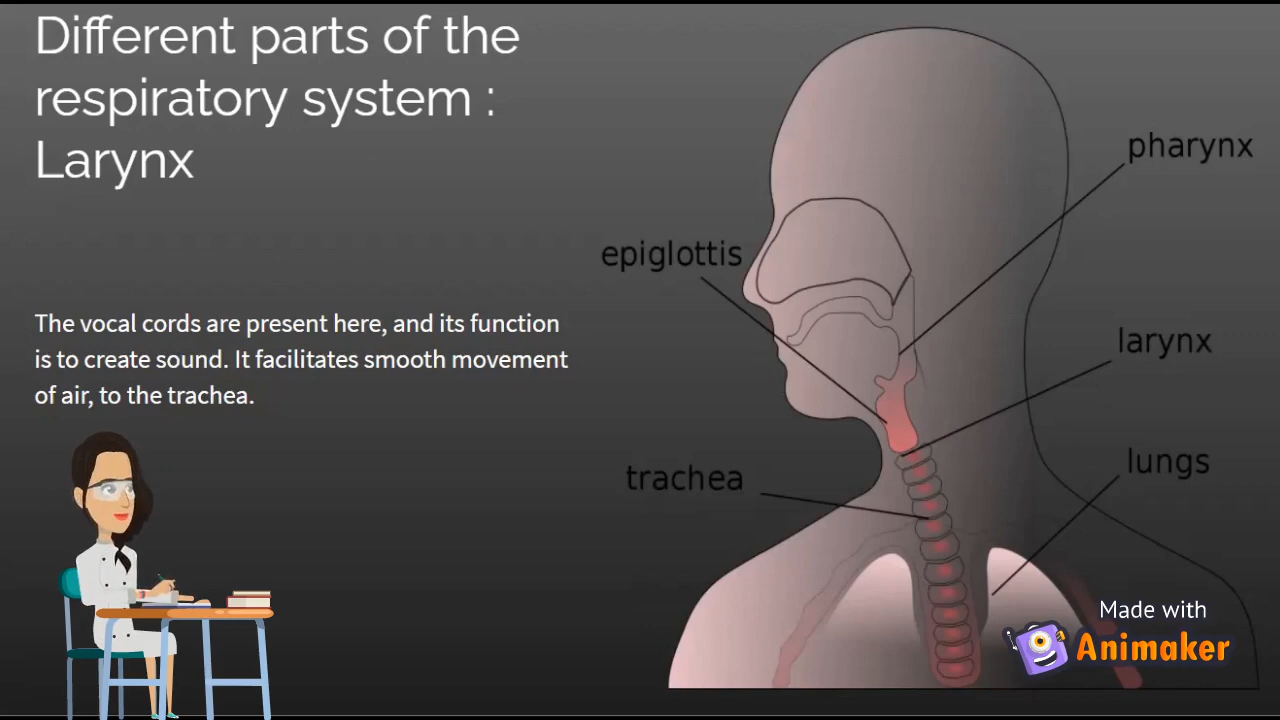 Different parts of the
respiratory system :
Larynx
The vocal cords are present here, and its function
is to create sound. It facilitates smooth movement
of air, to the trachea.
pharynx
epiglottis
larynx
lungs
trachea
Made with
Animaker